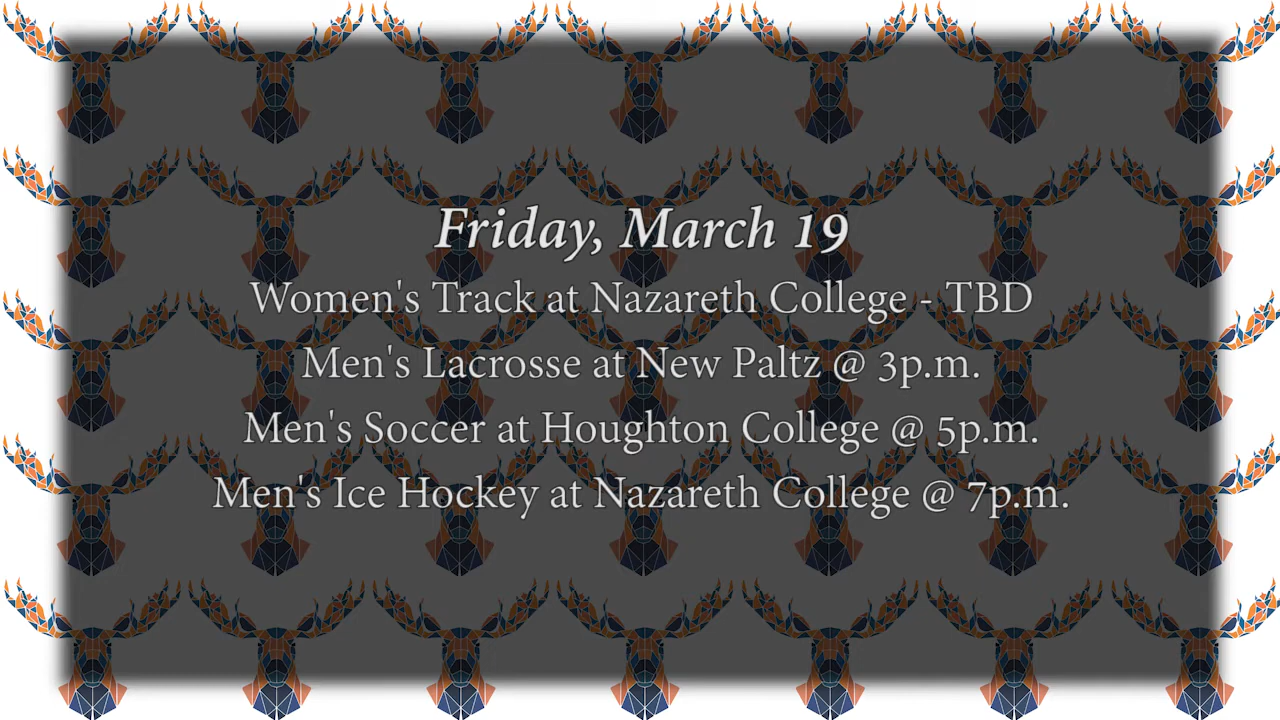 Friday, March 19
Women's Track at Nazareth College - TBD
Men's Lacrosse at New Paltz @ 3p.m.
Men's Soccer at Houghton College @ 5p.m.
Men's Ice Hockey at Nazareth College @ 7p.m.